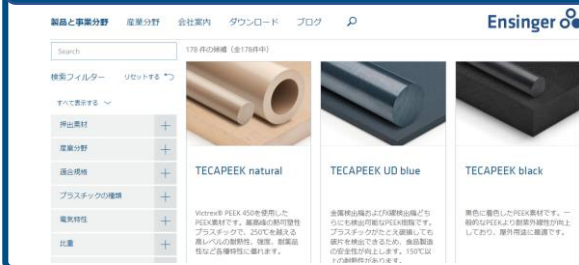 製品と事業分野 産業分野 会社案内 ダウンロード ブログ
Ensinger
Search
178 件の候補（全178件中）
検索フィルター リセットする
すべて表示する
押出素材
産業分野
適合規格
プラスチックの種類
電気特性
比重
TECAPEEK natural
Victrex® PEEK 450を使用した
PEEK素材です。最高峰の熱可塑性
プラスチックで、250℃を越える
高レベルの耐熱性、強度、耐薬品
性など各種特性に優れます。
TECAPEEK UD blue
金属検出機およびX線検出機どち
らにも検出可能なPEEK樹脂です。
プラスチックがたとえ破損しても
破片を検出できるため、食品製造
の安全性が向上します。150℃以
上の耐熱性があります。
TECAPEEK black
黒色に着色したPEEK素材です。一
般的なPEEKより耐紫外線性が向上
しており、屋外用途に最適です。